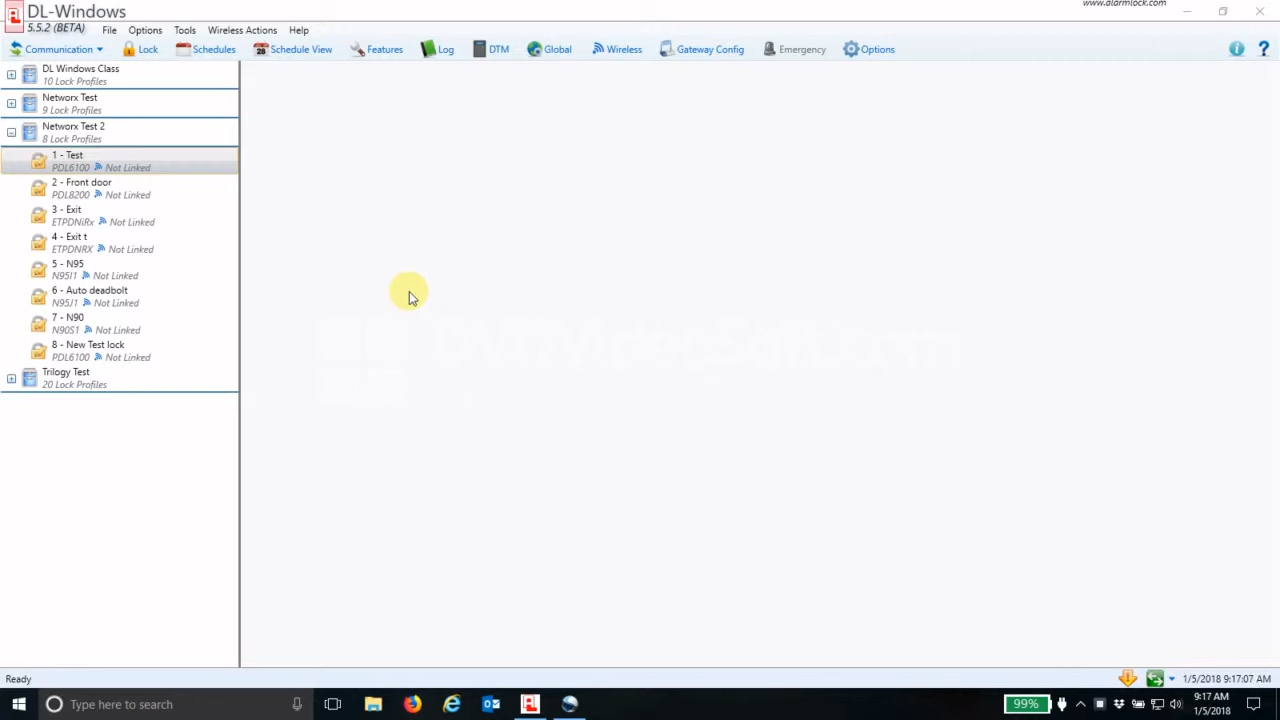 DL-Windows
www.alarmlock.com
5.5.2 (BETA)
File Options Tools Wireless Actions Help
Communication Lock Schedules 28 Schedule View Features Log DTM Global Wireless Gateway Config Emergency Options
DL Windows Class
10 Lock Profiles
Networx Test
9 Lock Profiles
Networx Test 2
8 Lock Profiles
1 - Test
PDL6100 Not Linked
2 - Front door
PDL8200 Not Linked
3 - Exit
ETPDNiRx Not Linked
4 - Exit t
ETPDNRX Not Linked
5 - N95
N95I1 Not Linked
6 - Auto deadbolt
N95J1 Not Linked
7 - N90
N90S1 Not Linked
8 - New Test lock
PDL6100 Not Linked
Trilogy Test
20 Lock Profiles
Ready
1/5/2018 9:17:07 AM
Type here to search
99%
9:17 AM
1/5/2018